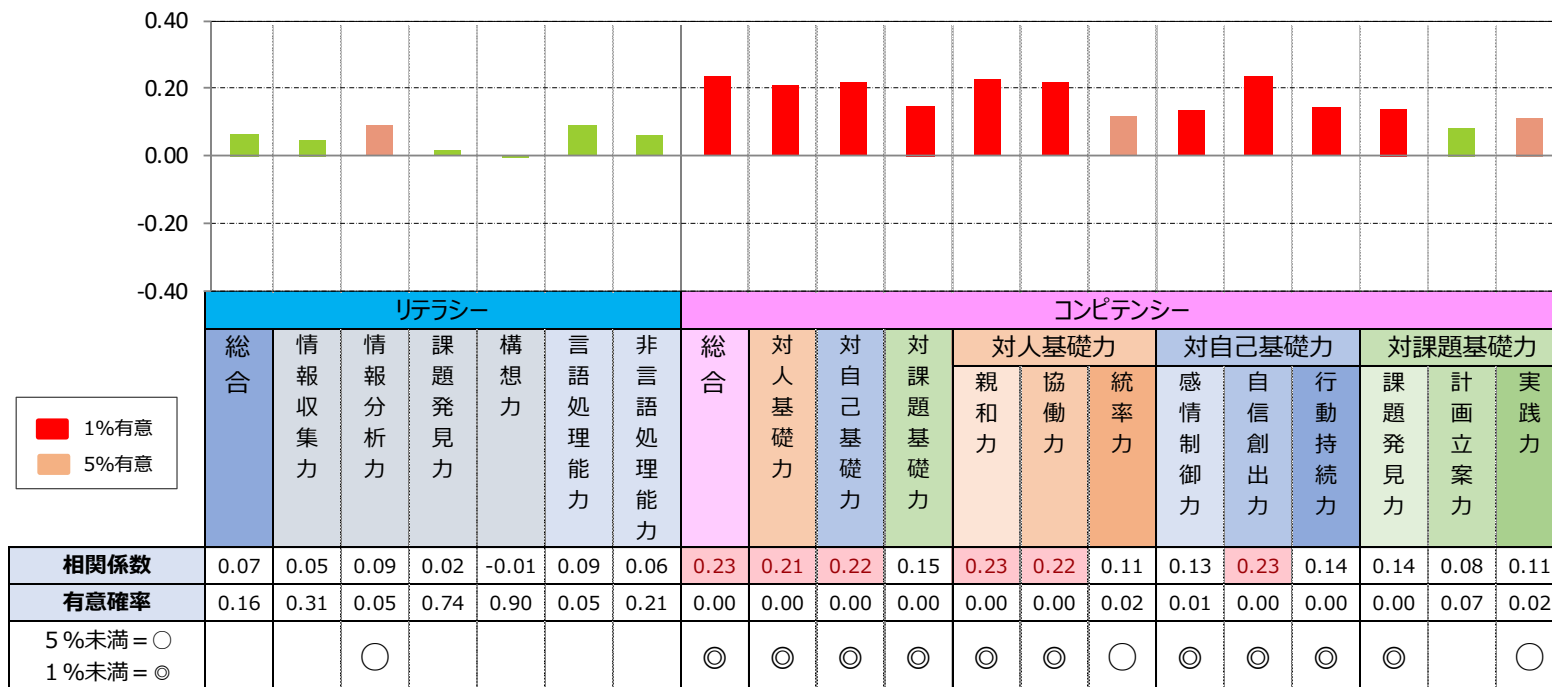 0.40
0.20
0.00
-0.20
-0.40
1%有意
5%有意
リテラシー コンピテンシー
対人基礎力 対自己基礎力 対課題基礎力
総合
情報収集力
情報分析力
課題発見力
構想力
言語処理能力
非言語処理能力
総合
対人基礎力
対自己基礎力
対課題基礎力
親和力
協働力
統率力
感情制御力
自信創出力
行動持続力
課題発見力
計画立案力
実践力
相関係数 0.07 0.05 0.09 0.02 -0.01 0.09 0.06 0.23 0.21 0.22 0.15 0.23 0.22 0.11 0.13 0.23 0.14 0.14 0.08 0.11
有意確率 0.16 0.31 0.05 0.74 0.90 0.05 0.21 0.00 0.00 0.00 0.00 0.00 0.00 0.02 0.01 0.00 0.00 0.00 0.07 0.02
5%未満=○ ○ ◎ ◎ ◎ ◎ ◎ ◎ ○ ◎ ◎ ◎ ◎ ○
1%未満=◎